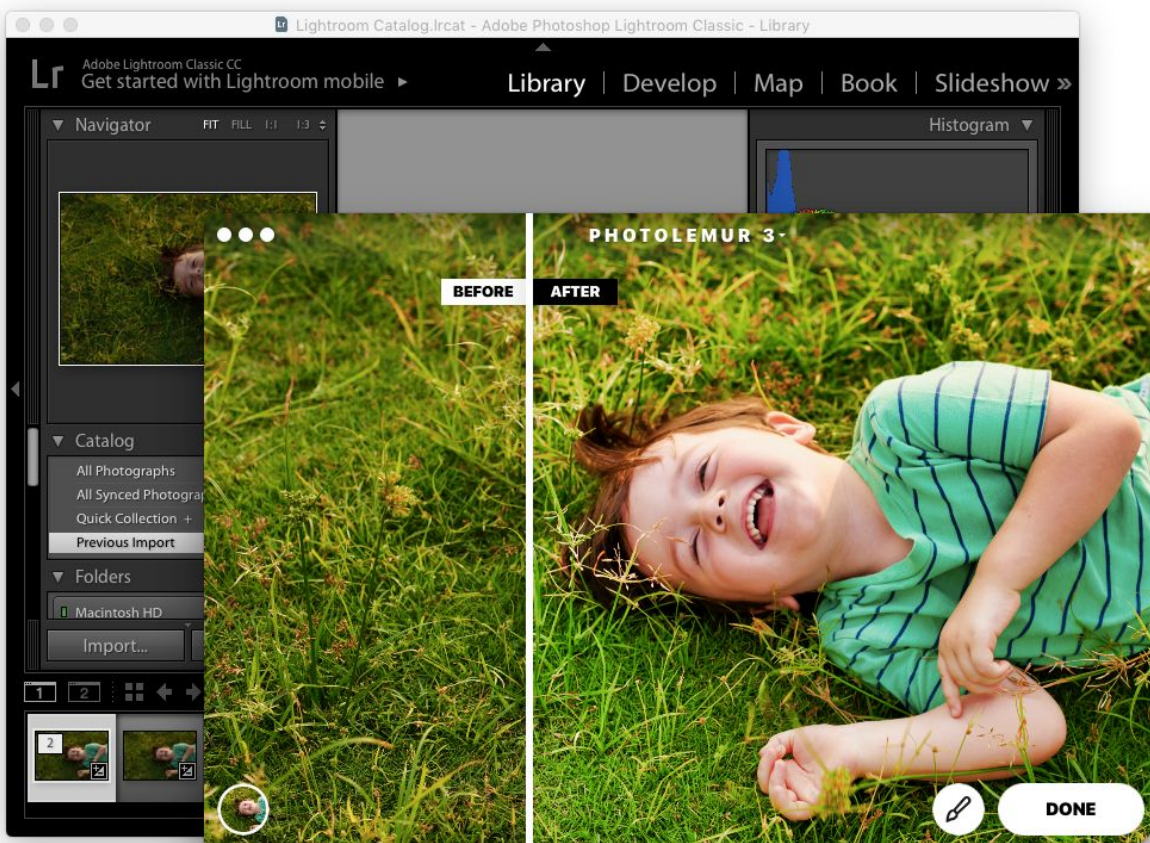 Lr Lightroom Catalog.lrcat - Adobe Photoshop Lightroom Classic - Library
Lr
Adobe Lightroom Classic CC
Get started with Lightroom mobile ▸
Library | Develop | Map | Book | Slideshow »
Navigator FIT FILL 1:1 1:3
Histogram
PHOTOLEMUR 3
BEFORE AFTER
Catalog
All Photographs
All Synced Photogra
Quick Collection +
Previous Import
Folders
Macintosh HD
Import...
1 2
2
DONE